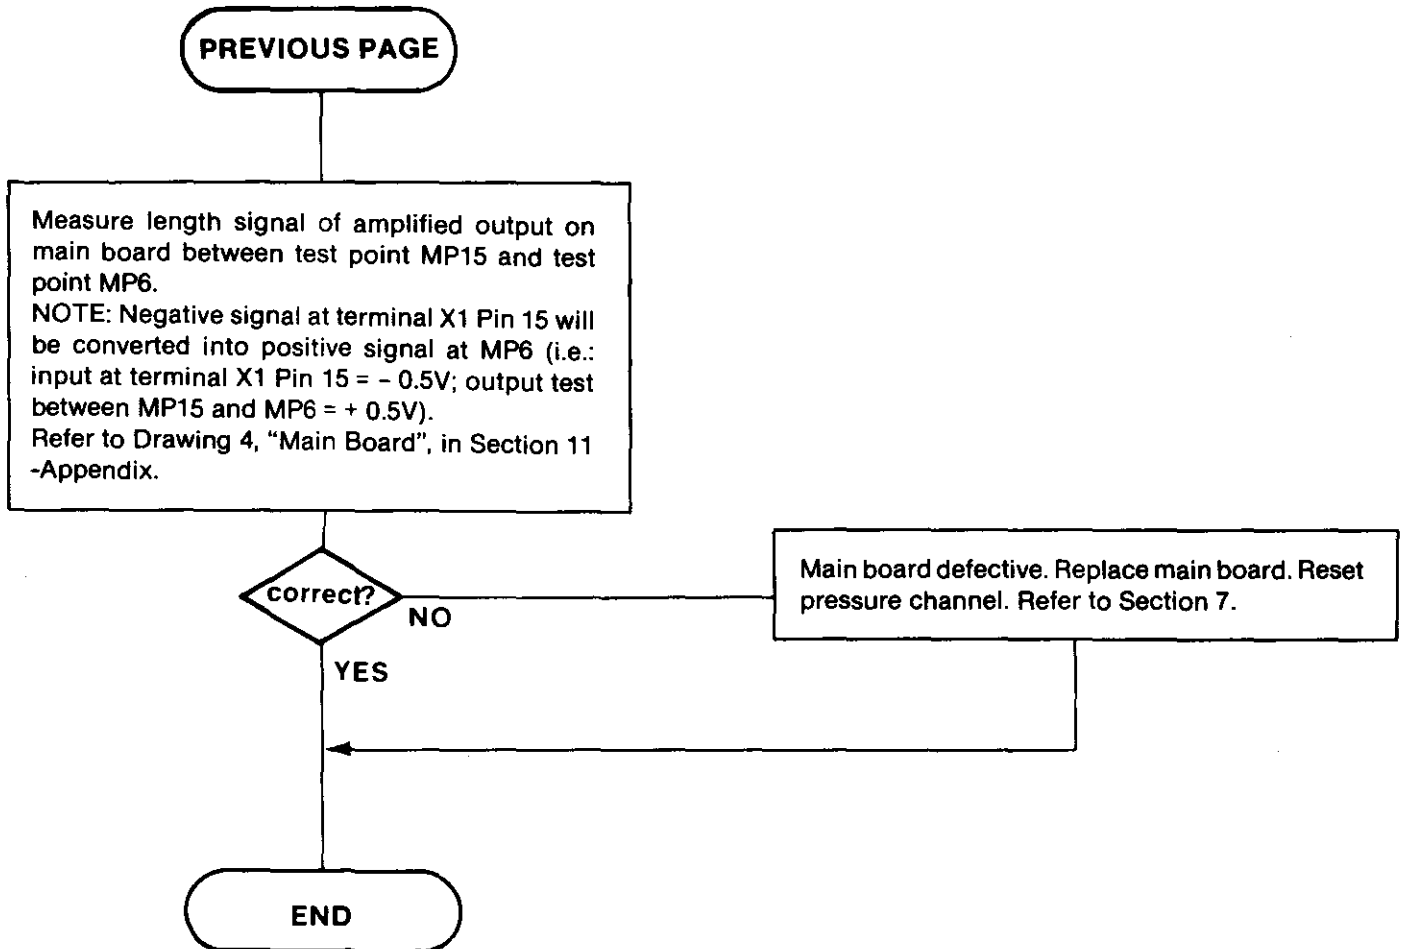 PREVIOUS PAGE
Measure length signal of amplified output on
main board between test point MP15 and test
point MP6.
NOTE: Negative signal at terminal X1 Pin 15 will
be converted into positive signal at MP6 (i.e.:
input at terminal X1 Pin 15 = – 0.5V; output test
between MP15 and MP6 = + 0.5V).
Refer to Drawing 4, “Main Board”, in Section 11
-Appendix.
correct?
NO
Main board defective. Replace main board. Reset
pressure channel. Refer to Section 7.
YES
END